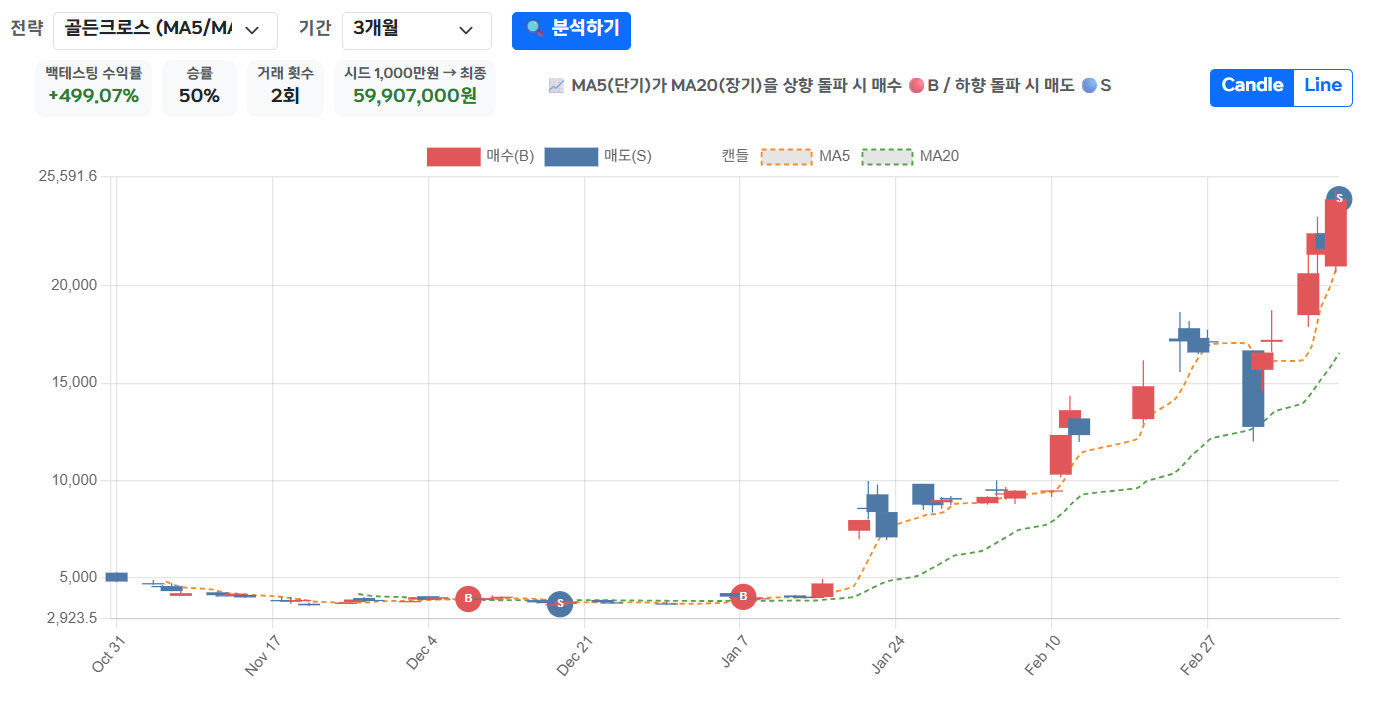 전략 골든크로스 (MA5/MA 기간 3개월 분석하기
백테스팅 수익률 승률 거래 횟수 시드 1,000만원 → 최종
+499.07% 50% 2회 59,907,000원
MA5(단기)가 MA20(장기)을 상향 돌파 시 매수 B / 하향 돌파 시 매도 S
Candle Line
매수(B) 매도(S) 캔들 MA5 MA20
25,591.6
20,000
15,000
10,000
5,000
2,923.5
B S B S
Oct 31 Nov 17 Dec 4 Dec 21 Jan 7 Jan 24 Feb 10 Feb 27